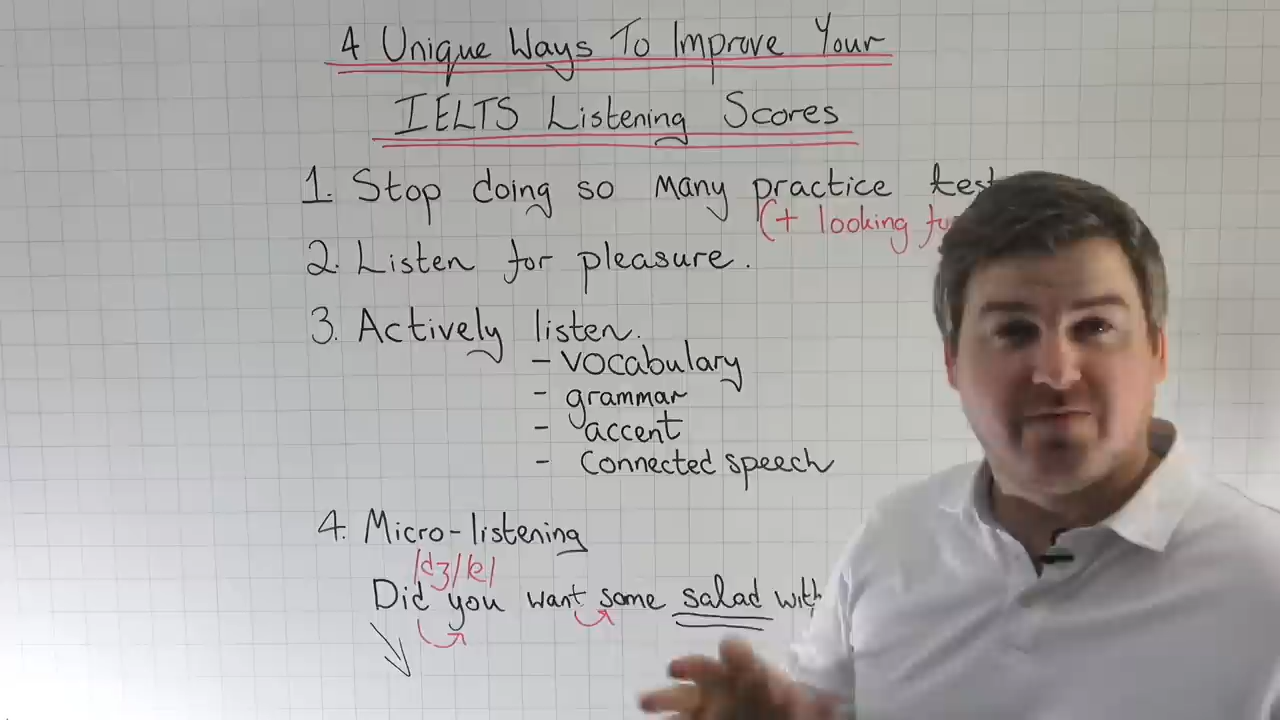 4 Unique Ways To Improve Your
IELTS Listening Scores
1. Stop doing so many practice
(+ looking
2. Listen for pleasure.
3. Actively listen.
- vocabulary
- grammar
- accent
- connected speech
4. Micro-listening
/dʒ/ɐ/
Did you want some salad with